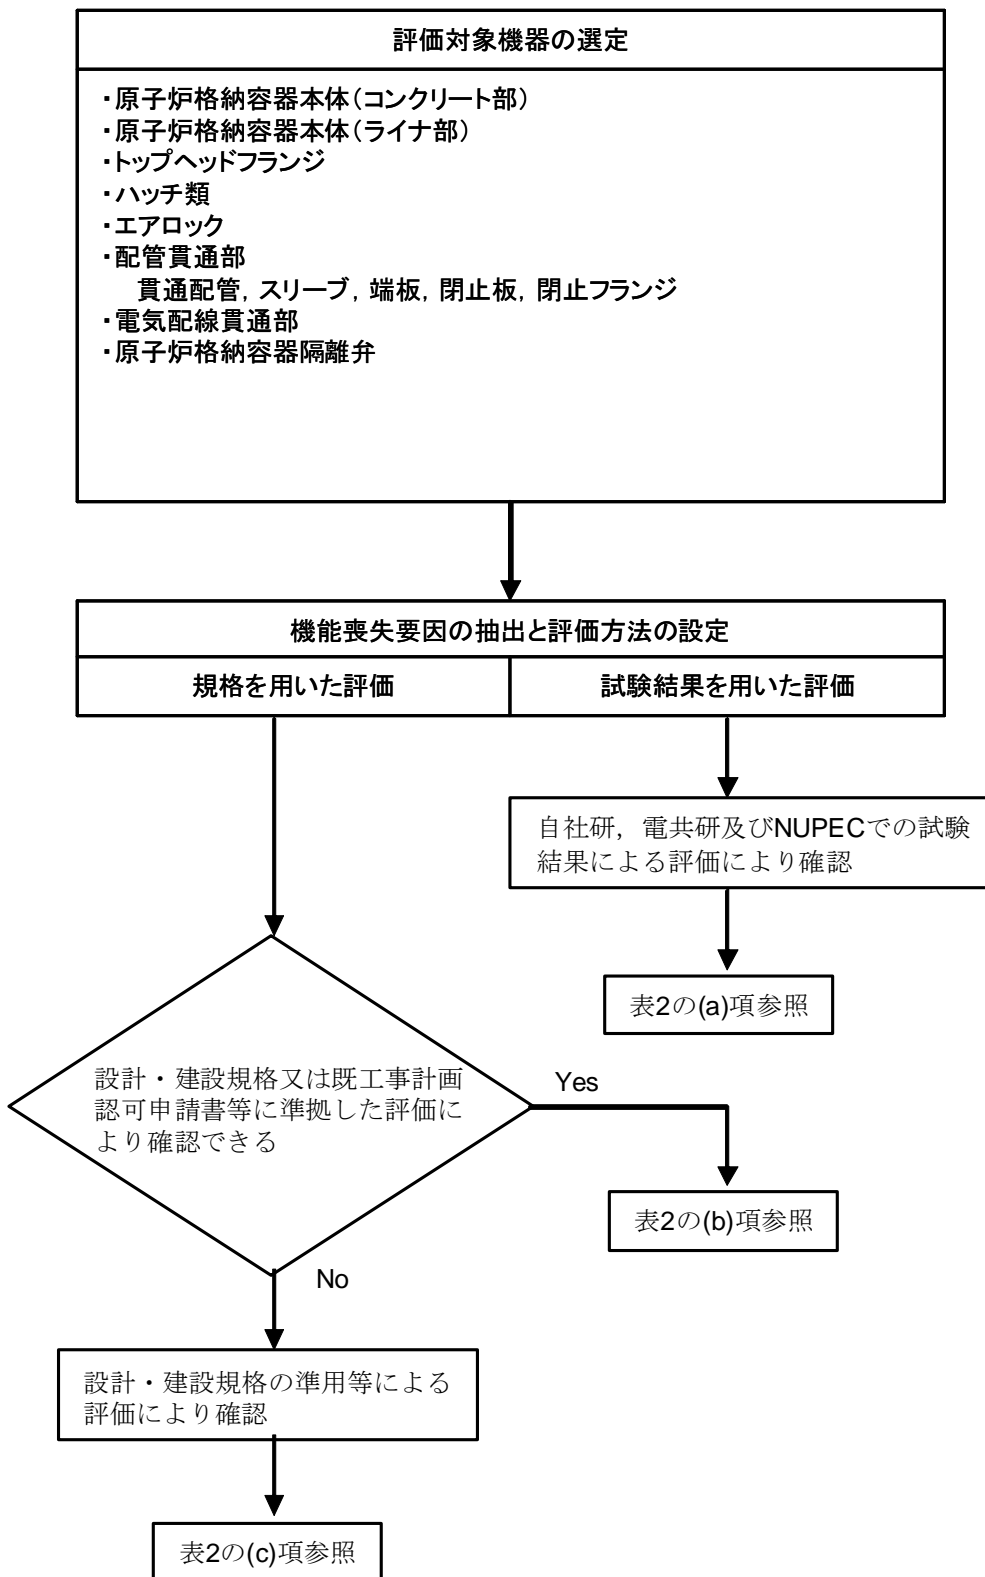 評価対象機器の選定
・原子炉格納容器本体（コンクリート部）
・原子炉格納容器本体（ライナ部）
・トップヘッドフランジ
・ハッチ類
・エアロック
・配管貫通部
貫通配管，スリーブ，端板，閉止板，閉止フランジ
・電気配線貫通部
・原子炉格納容器隔離弁
機能喪失要因の抽出と評価方法の設定
規格を用いた評価
試験結果を用いた評価
自社研，電共研及びNUPECでの試験
結果による評価により確認
表2の(a)項参照
設計・建設規格又は既工事計画
認可申請書等に準拠した評価に
より確認できる
Yes
表2の(b)項参照
No
設計・建設規格の準用等による
評価により確認
表2の(c)項参照